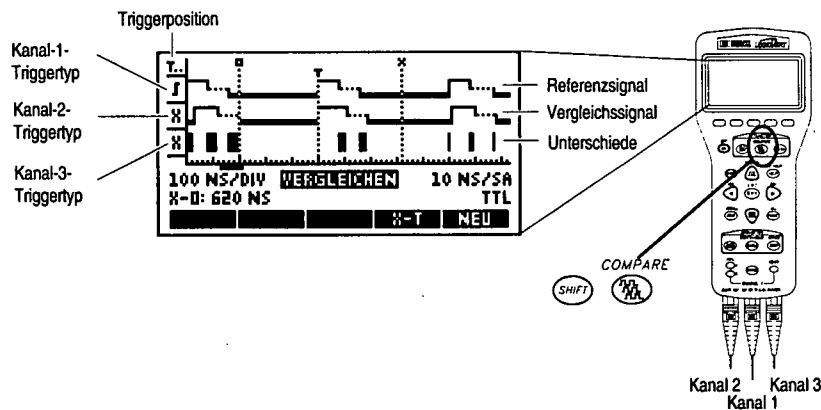 Triggerposition
Kanal-1-
Triggertyp
Kanal-2-
Triggertyp
Kanal-3-
Triggertyp
T..
X
X
O
T
X
Referenzsignal
Vergleichssignal
Unterschiede
100 NS/DIV VERGLEICHEN 10 NS/SA
X-O: 620 NS TTL
X-T NEU
COMPARE
SHIFT
Kanal 2
Kanal 1
Kanal 3